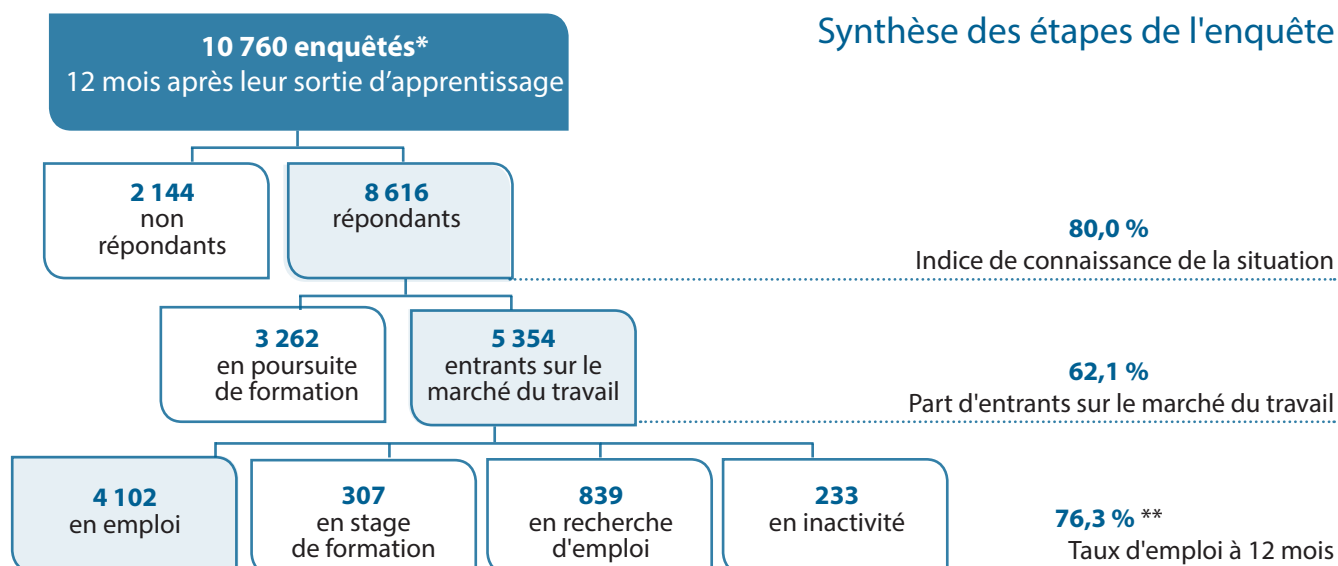 Synthèse des étapes de l'enquête
10 760 enquêtés*
12 mois après leur sortie d’apprentissage
2 144
non
répondants
8 616
répondants
80,0 %
Indice de connaissance de la situation
3 262
en poursuite
de formation
5 354
entrants sur le
marché du travail
62,1 %
Part d'entrants sur le marché du travail
4 102
en emploi
307
en stage
de formation
839
en recherche
d'emploi
233
en inactivité
76,3 % **
Taux d'emploi à 12 mois